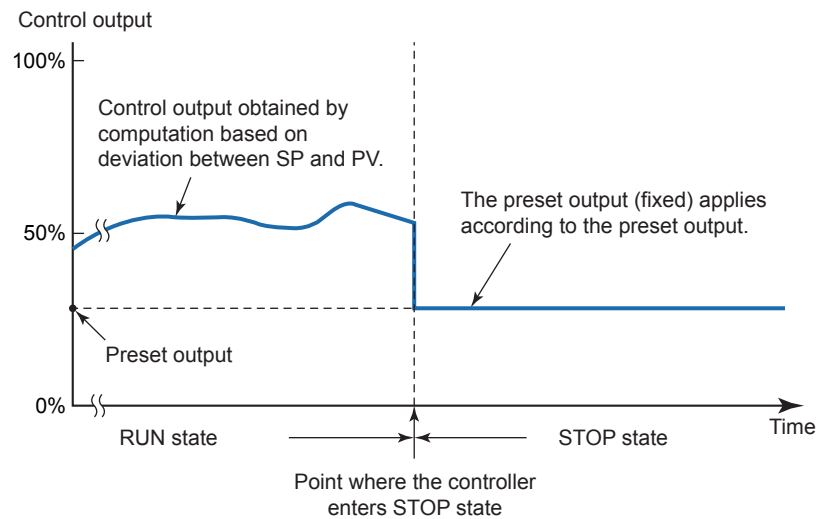 Control output
100%
Control output obtained by
computation based on
deviation between SP and PV.
The preset output (fixed) applies
according to the preset output.
50%
Preset output
0%
Time
RUN state
STOP state
Point where the controller
enters STOP state